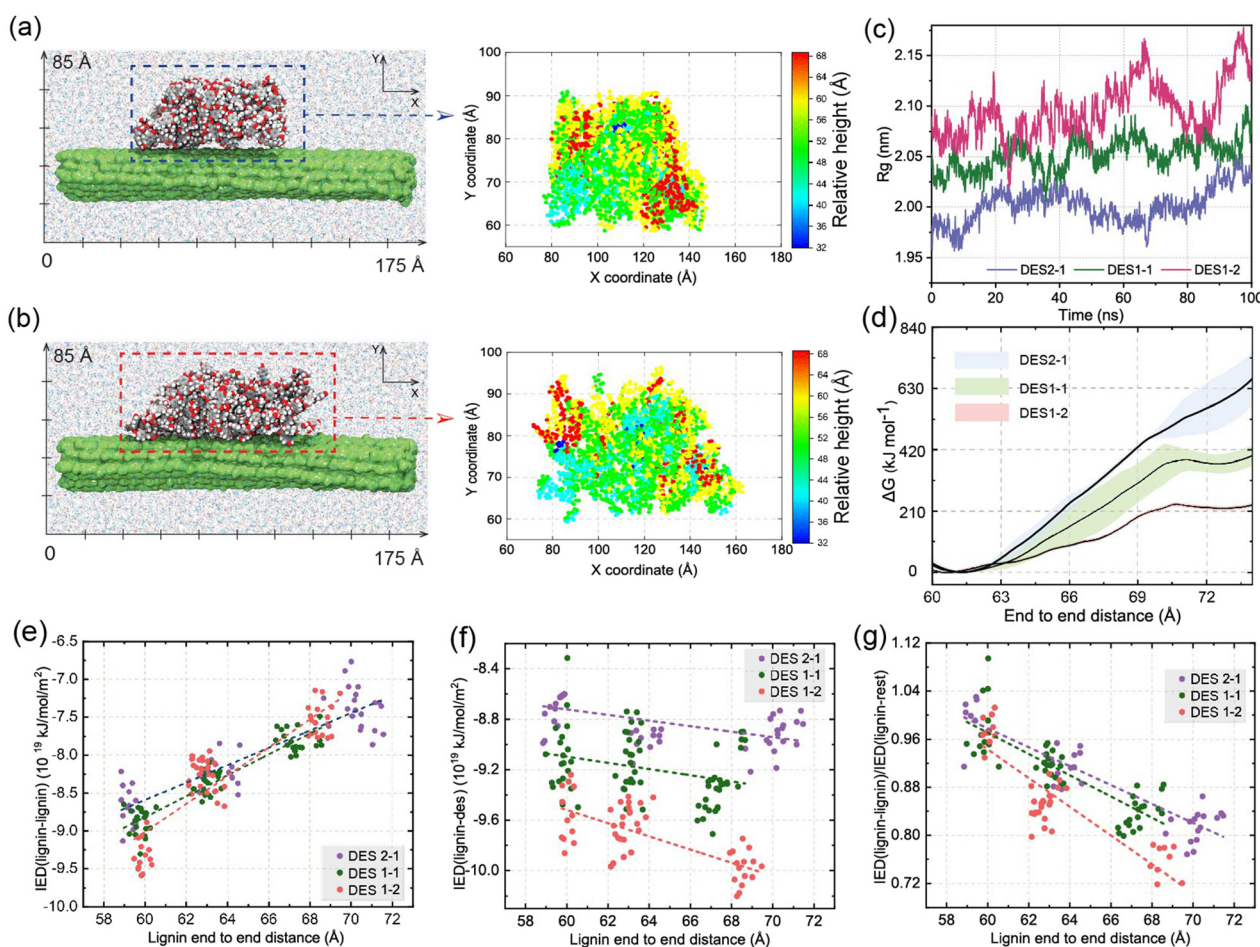 (a)
85 Å
Y
X
0
175 Å
100
90
80
70
60
Y coordinate (Å)
60 80 100 120 140 160 180
X coordinate (Å)
68
64
60
56
52
48
44
40
36
32
Relative height (Å)
(b)
85 Å
Y
X
0
175 Å
100
90
80
70
60
Y coordinate (Å)
60 80 100 120 140 160 180
X coordinate (Å)
68
64
60
56
52
48
44
40
36
32
Relative height (Å)
(c)
2.15
2.10
2.05
2.00
1.95
Rg (nm)
DES2-1 DES1-1 DES1-2
0 20 40 60 80 100
Time (ns)
(d)
840
630
420
210
0
ΔG (kJ mol⁻¹)
DES2-1
DES1-1
DES1-2
60 63 66 69 72
End to end distance (Å)
(e)
-6.5
-7.0
-7.5
-8.0
-8.5
-9.0
-9.5
-10.0
IED(lignin-lignin) (10¹⁹ kJ/mol/m²)
DES 2-1
DES 1-1
DES 1-2
58 60 62 64 66 68 70 72
Lignin end to end distance (Å)
(f)
-8.4
-8.8
-9.2
-9.6
-10.0
IED(lignin-des) (10¹⁹ kJ/mol/m²)
DES 2-1
DES 1-1
DES 1-2
58 60 62 64 66 68 70 72
Lignin end to end distance (Å)
(g)
1.12
1.04
0.96
0.88
0.80
0.72
IED(lignin-lignin)/IED(lignin-rest)
DES 2-1
DES 1-1
DES 1-2
58 60 62 64 66 68 70 72
Lignin end to end distance (Å)